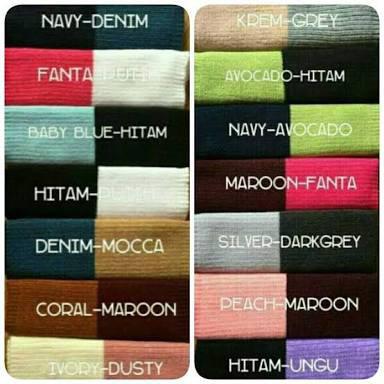 NAVY-DENIM
FANTA-PUTIH
BABY BLUE-HITAM
HITAM-PUTIH
DENIM-MOCCA
CORAL-MAROON
IVORY-DUSTY
KREM-GREY
AVOCADO-HITAM
NAVY-AVOCADO
MAROON-FANTA
SILVER-DARKGREY
PEACH-MAROON
HITAM-UNGU